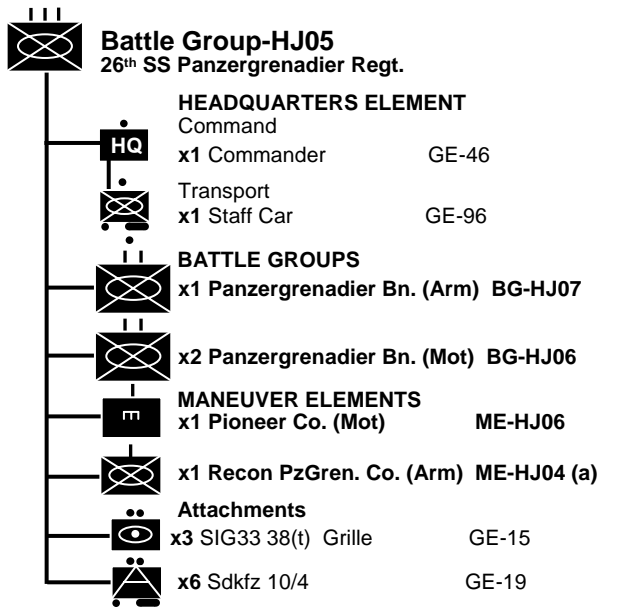 Battle Group-HJ05
26th SS Panzergrenadier Regt.
HEADQUARTERS ELEMENT
Command
HQ
x1 Commander GE-46
Transport
x1 Staff Car GE-96
BATTLE GROUPS
x1 Panzergrenadier Bn. (Arm) BG-HJ07
x2 Panzergrenadier Bn. (Mot) BG-HJ06
MANEUVER ELEMENTS
x1 Pioneer Co. (Mot) ME-HJ06
x1 Recon PzGren. Co. (Arm) ME-HJ04 (a)
Attachments
x3 SIG33 38(t) Grille GE-15
x6 Sdkfz 10/4 GE-19